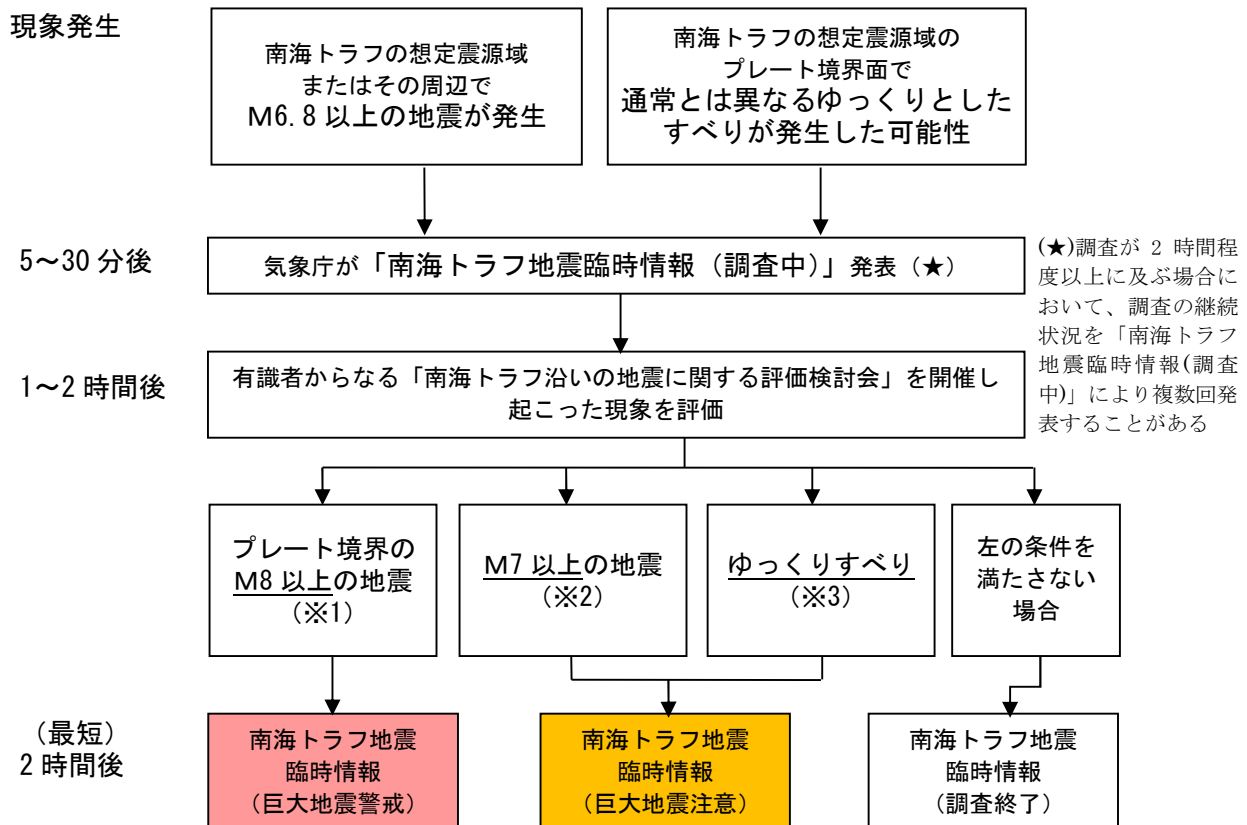 現象発生
南海トラフの想定震源域
またはその周辺で
M6.8 以上の地震が発生
南海トラフの想定震源域の
プレート境界面で
通常とは異なるゆっくりとした
すべりが発生した可能性
5～30 分後
気象庁が「南海トラフ地震臨時情報（調査中）」発表（★）
(★)調査が 2 時間程
度以上に及ぶ場合に
おいて、調査の継続
状況を「南海トラフ
地震臨時情報(調査
中)」により複数回発
表することがある
1～2 時間後
有識者からなる「南海トラフ沿いの地震に関する評価検討会」を開催し
起こった現象を評価
プレート境界の
M8 以上の地震
（※1）
M7 以上の地震
（※2）
ゆっくりすべり
（※3）
左の条件を
満たさない
場合
（最短）
2 時間後
南海トラフ地震
臨時情報
（巨大地震警戒）
南海トラフ地震
臨時情報
（巨大地震注意）
南海トラフ地震
臨時情報
（調査終了）